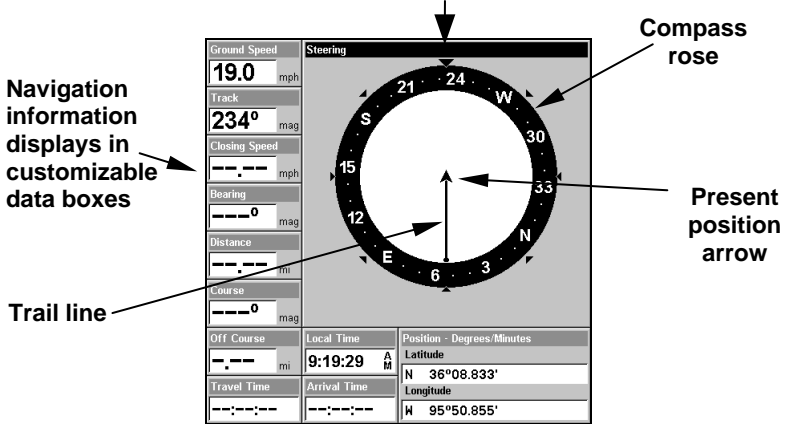 Compass
rose
Navigation
information
displays in
customizable
data boxes
Present
position
arrow
Trail line
Ground Speed
19.0 mph
Track
234º mag
Closing Speed
--.-- mph
Bearing
---º mag
Distance
--.-- mi
Course
---º mag
Off Course
-.-- mi
Travel Time
--:--:--
Steering
24
W
30
33
N
3
6
E
12
15
S
21
Local Time
9:19:29 AM
Arrival Time
--:--:--
Position - Degrees/Minutes
Latitude
N 36º08.833'
Longitude
W 95º50.855'